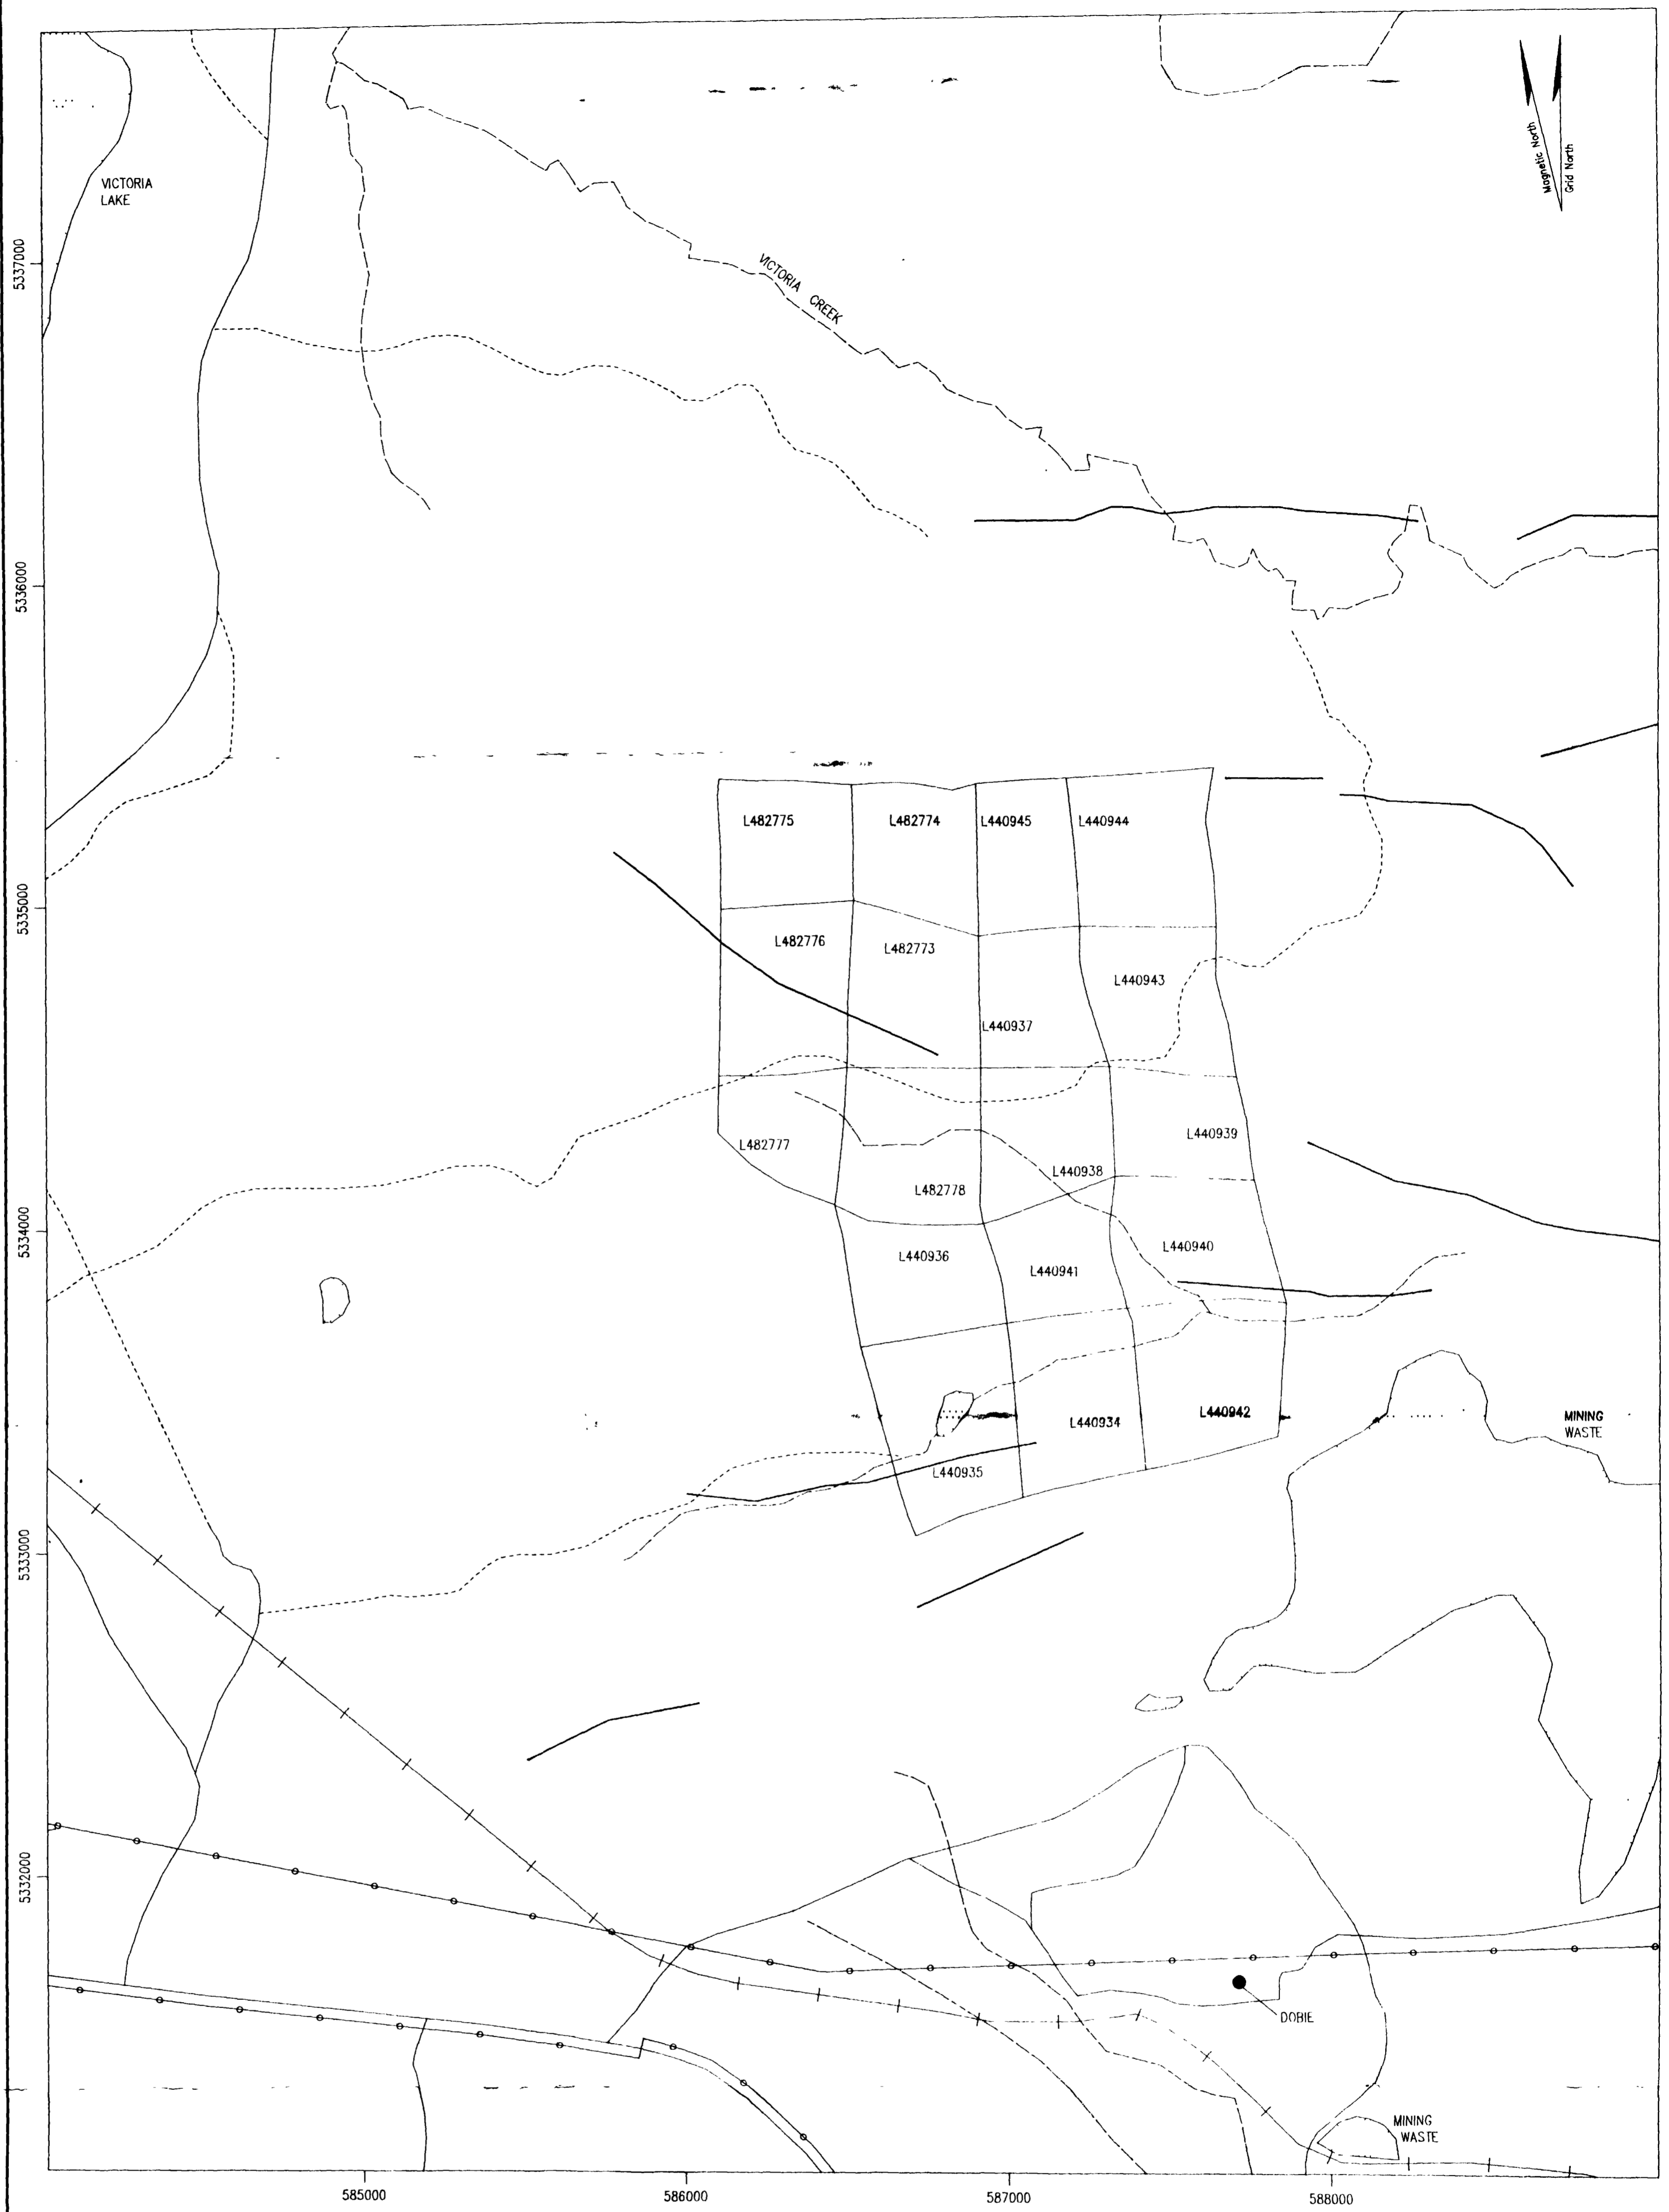 Magnetic North
Grid North
VICTORIA
LAKE
5337000
VICTORIA CREEK
5336000
L482775
L482774
L440945
L440944
5335000
L482776
L482773
L440943
L440937
L440939
L482777
L440938
L482778
5334000
L440936
L440940
L440941
L440934
L440942
MINING
WASTE
L440935
5333000
5332000
DOBIE
MINING
WASTE
585000
586000
587000
588000